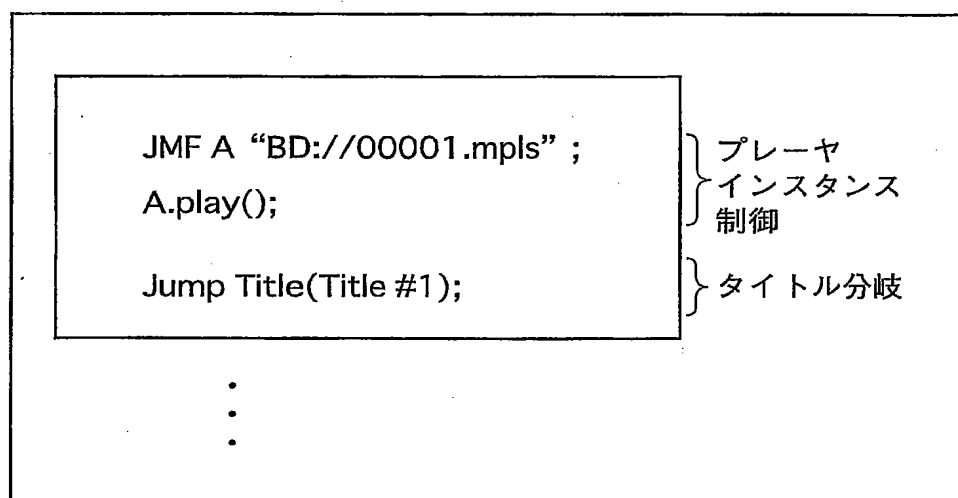 JMF A “BD://00001.mpls” ;
A.play();
プレーヤ
インスタンス
制御
Jump Title(Title #1);
タイトル分岐